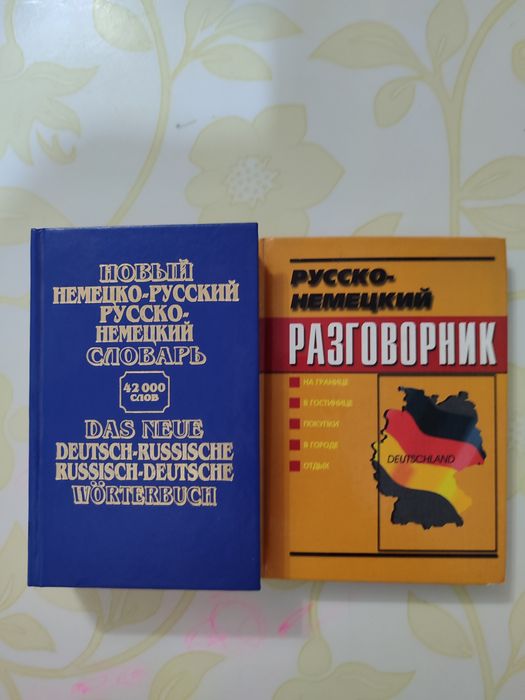 НОВЫЙ
НЕМЕЦКО-РУССКИЙ
РУССКО-
НЕМЕЦКИЙ
СЛОВАРЬ
42 000
СЛОВ
DAS NEUE
DEUTSCH-RUSSISCHE
RUSSISCH-DEUTSCHE
WÖRTERBUCH
РУССКО-
НЕМЕЦКИЙ
РАЗГОВОРНИК
НА ГРАНИЦЕ
В ГОСТИНИЦЕ
ПОКУПКИ
В ГОРОДЕ
ОТДЫХ
DEUTSCHLAND